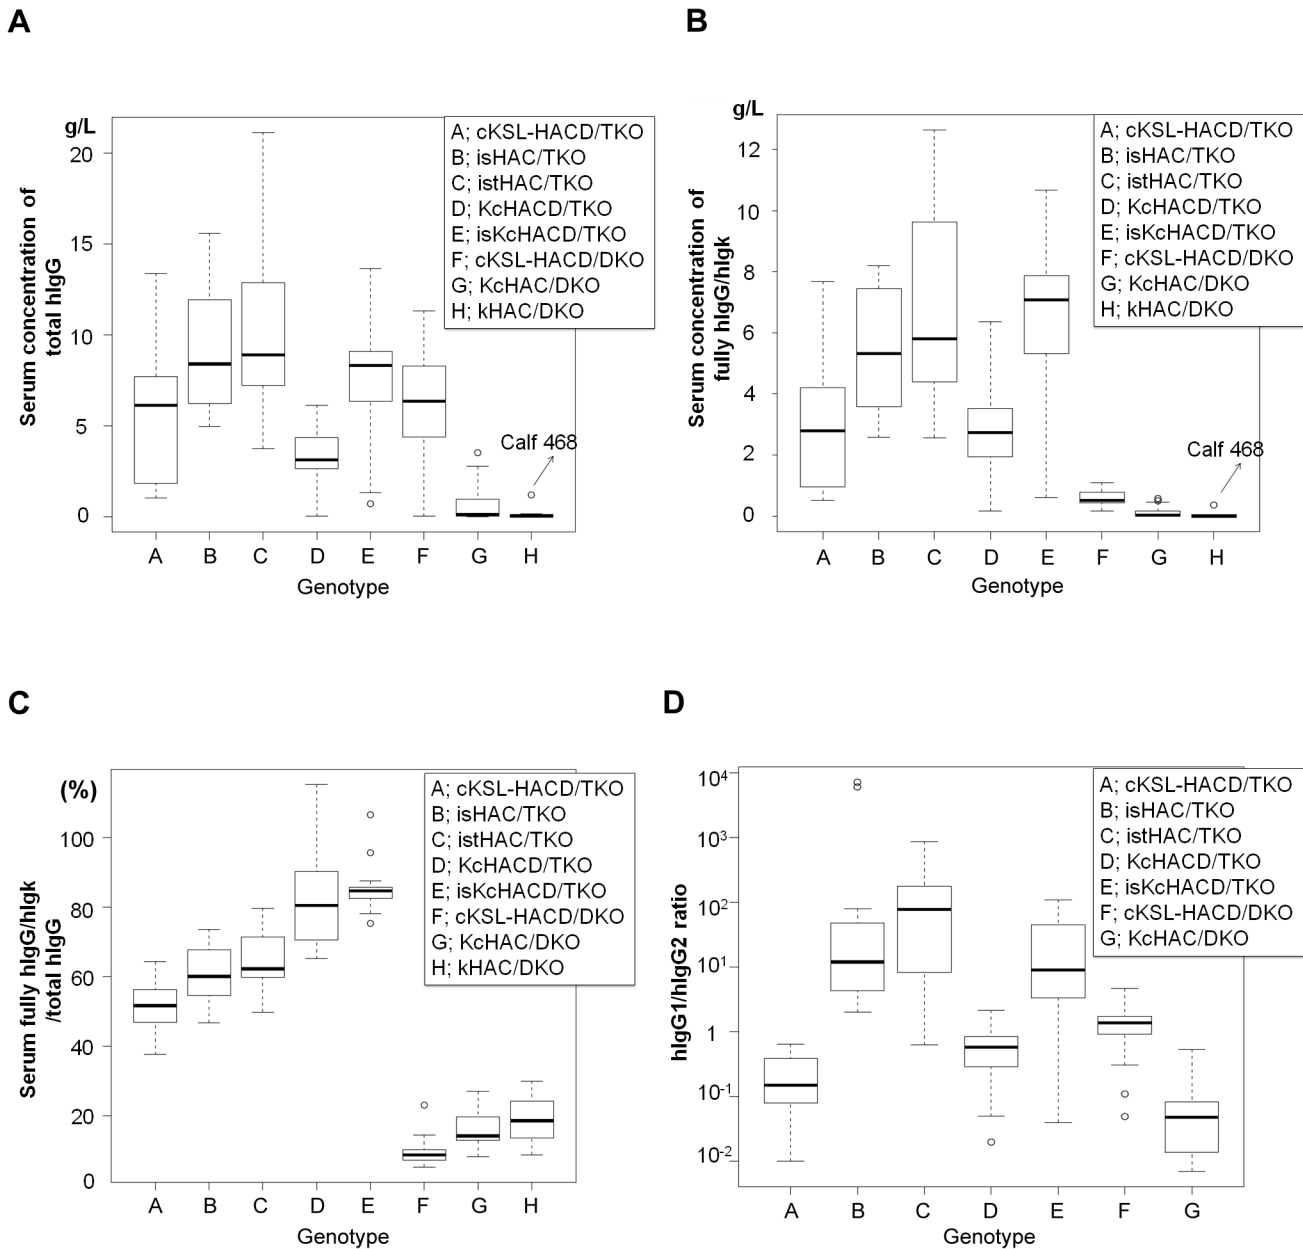 A
g/L
20
15
10
5
0
Serum concentration of
total hIgG
A; cKSL-HACD/TKO
B; isHAC/TKO
C; istHAC/TKO
D; KcHACD/TKO
E; isKcHACD/TKO
F; cKSL-HACD/DKO
G; KcHAC/DKO
H; kHAC/DKO
Calf 468
A B C D E F G H
Genotype
B
g/L
12
10
8
6
4
2
0
Serum concentration of
fully hIgG/hIgk
A; cKSL-HACD/TKO
B; isHAC/TKO
C; istHAC/TKO
D; KcHACD/TKO
E; isKcHACD/TKO
F; cKSL-HACD/DKO
G; KcHAC/DKO
H; kHAC/DKO
Calf 468
A B C D E F G H
Genotype
C
(%)
100
80
60
40
20
0
Serum fully hIgG/hIgk
/total hIgG
A; cKSL-HACD/TKO
B; isHAC/TKO
C; istHAC/TKO
D; KcHACD/TKO
E; isKcHACD/TKO
F; cKSL-HACD/DKO
G; KcHAC/DKO
H; kHAC/DKO
A B C D E F G H
Genotype
D
10⁴
10³
10²
10¹
1
10⁻¹
10⁻²
hIgG1/hIgG2 ratio
A; cKSL-HACD/TKO
B; isHAC/TKO
C; istHAC/TKO
D; KcHACD/TKO
E; isKcHACD/TKO
F; cKSL-HACD/DKO
G; KcHAC/DKO
A B C D E F G
Genotype